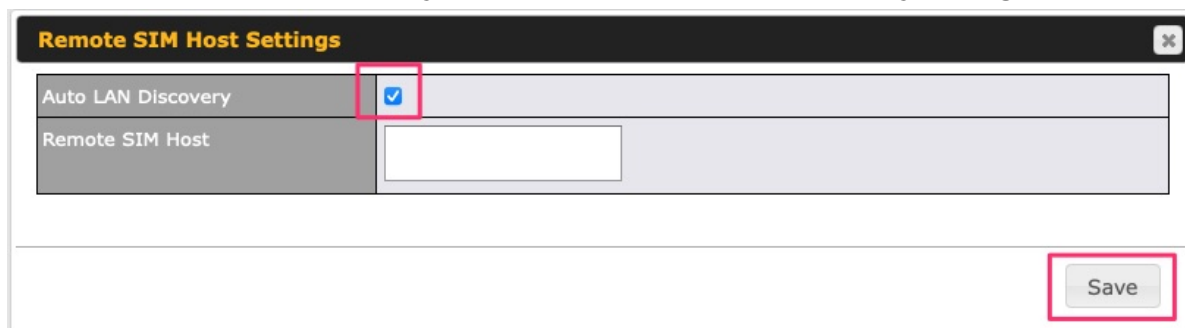 Remote SIM Host Settings
Auto LAN Discovery
Remote SIM Host
Save